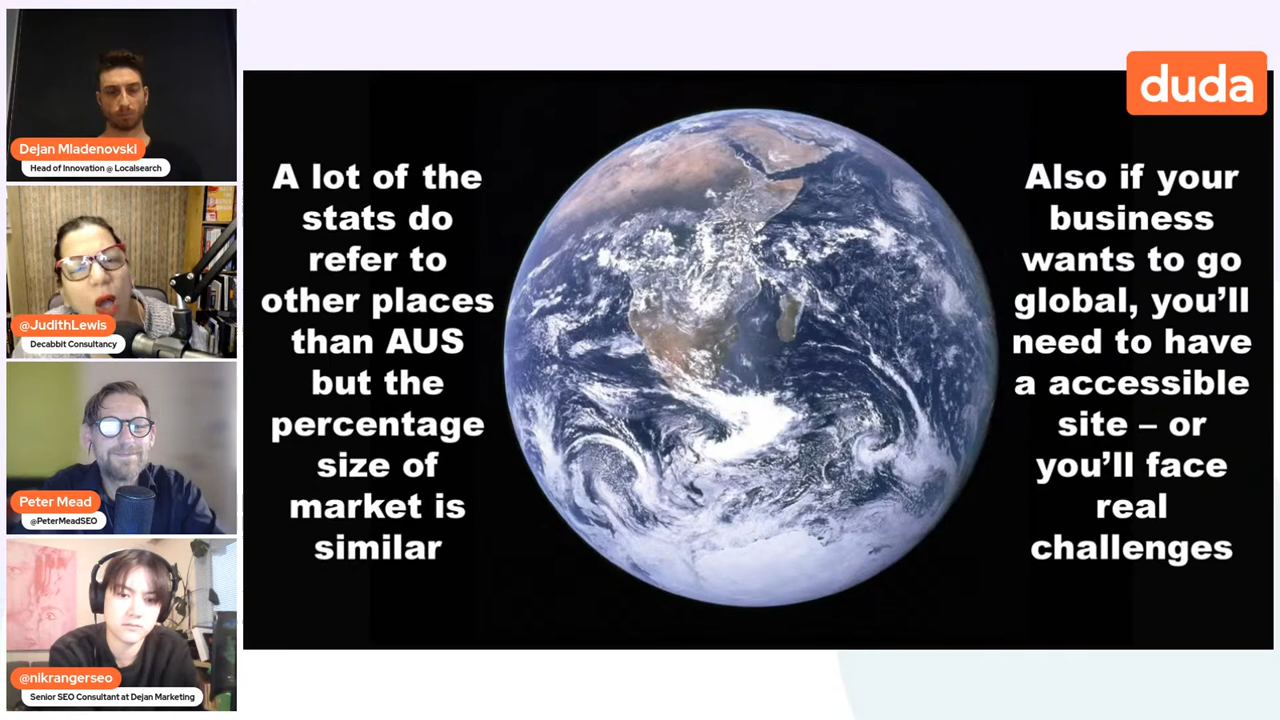 Dejan Mladenovski
Head of Innovation @ Localsearch
@JudithLewis
Decabbit Consultancy
Peter Mead
@PeterMeadSEO
@nikrangerseo
Senior SEO Consultant at Dejan Marketing
A lot of the
stats do
refer to
other places
than AUS
but the
percentage
size of
market is
similar
duda
Also if your
business
wants to go
global, you’ll
need to have
a accessible
site – or
you’ll face
real
challenges